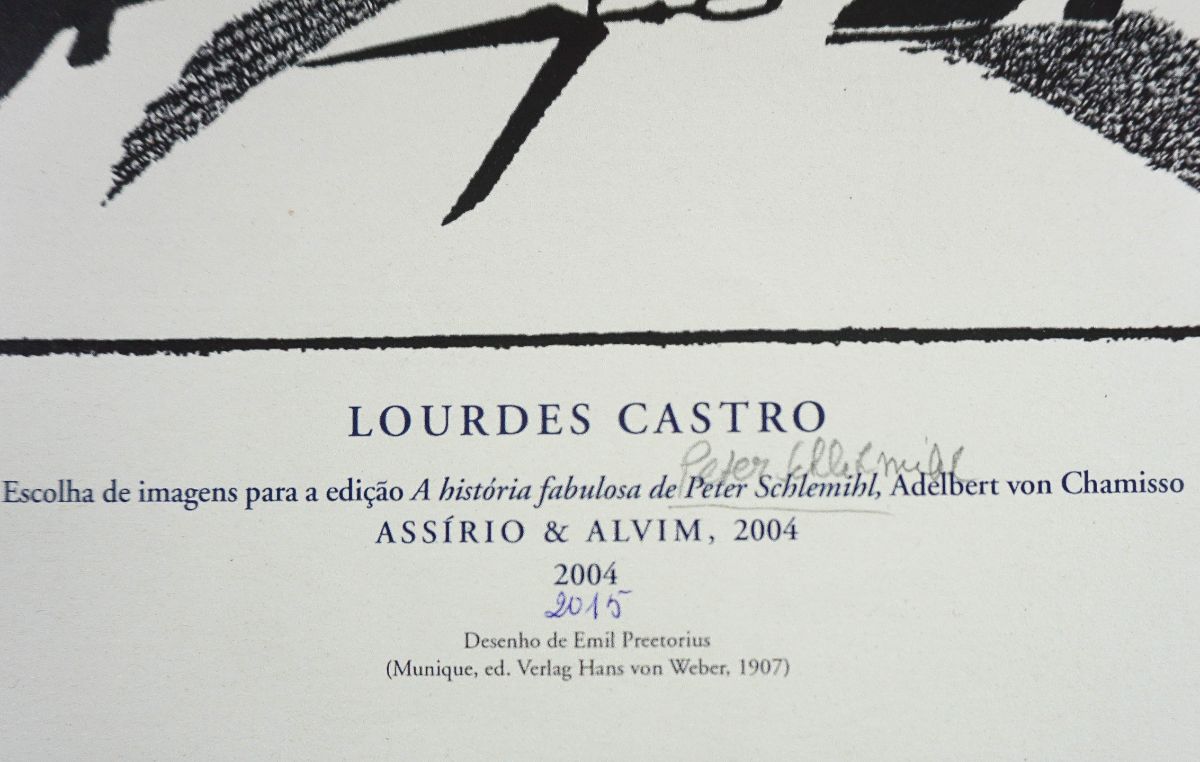 LOURDES CASTRO
Peter Schlemihl
Escolha de imagens para a edição A história fabulosa de Peter Schlemihl, Adelbert von Chamisso
ASSÍRIO & ALVIM, 2004
2004
2015
Desenho de Emil Preetorius
(Munique, ed. Verlag Hans von Weber, 1907)